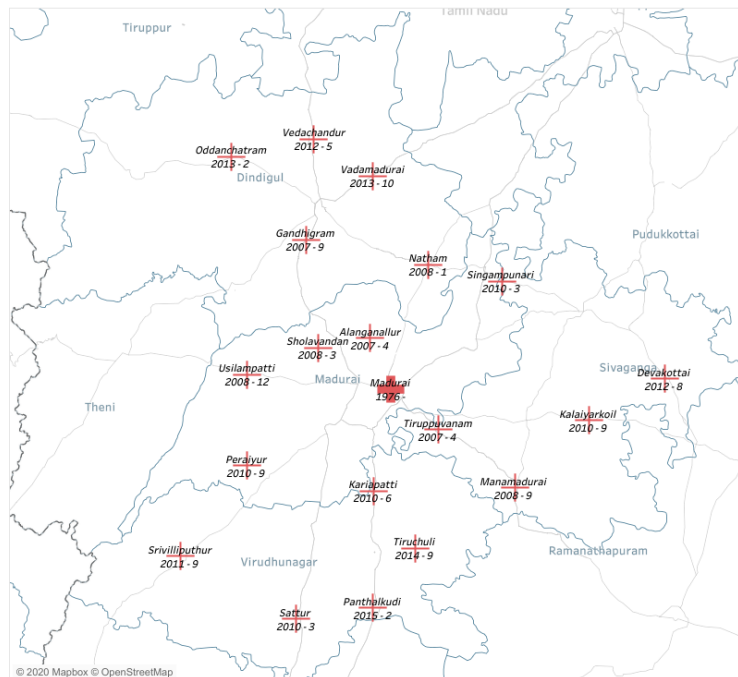 Tamil Nadu
Tiruppur
Vedachandur
2012 - 5
Oddanchatram
2013 - 2
Vadamadurai
2013 - 10
Dindigul
Gandhigram
2007 - 9
Pudukkottai
Natham
2008 - 1
Singampunari
2010 - 3
Alanganallur
2007 - 4
Sholavandan
2008 - 3
Usilampatti
2008 - 12
Madurai
Madurai
1976 -
Sivaganga
Devakottai
2012 - 8
Theni
Kalaiyarkoil
2010 - 9
Tiruppuvanam
2007 - 4
Peraiyur
2010 - 9
Kariapatti
2010 - 6
Manamadurai
2008 - 9
Srivilliputhur
2011 - 9
Virudhunagar
Tiruchuli
2014 - 9
Ramanathapuram
Panthalkudi
2015 - 2
Sattur
2010 - 3
© 2020 Mapbox © OpenStreetMap